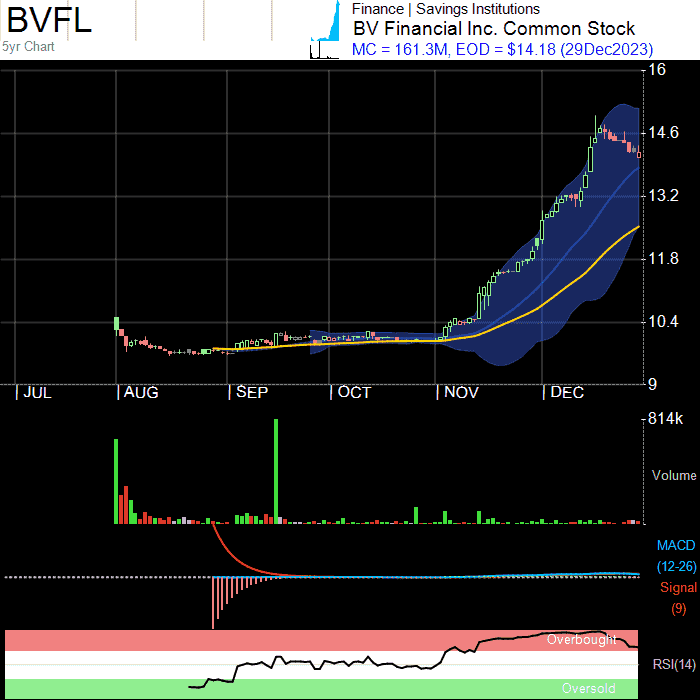 BVFL
5yr Chart
Finance | Savings Institutions
BV Financial Inc. Common Stock
MC = 161.3M, EOD = $14.18 (29Dec2023)
16
14.6
13.2
11.8
10.4
9
|JUL |AUG |SEP |OCT |NOV |DEC
814k
Volume
MACD
(12-26)
Signal
(9)
Overbought
RSI(14)
Oversold